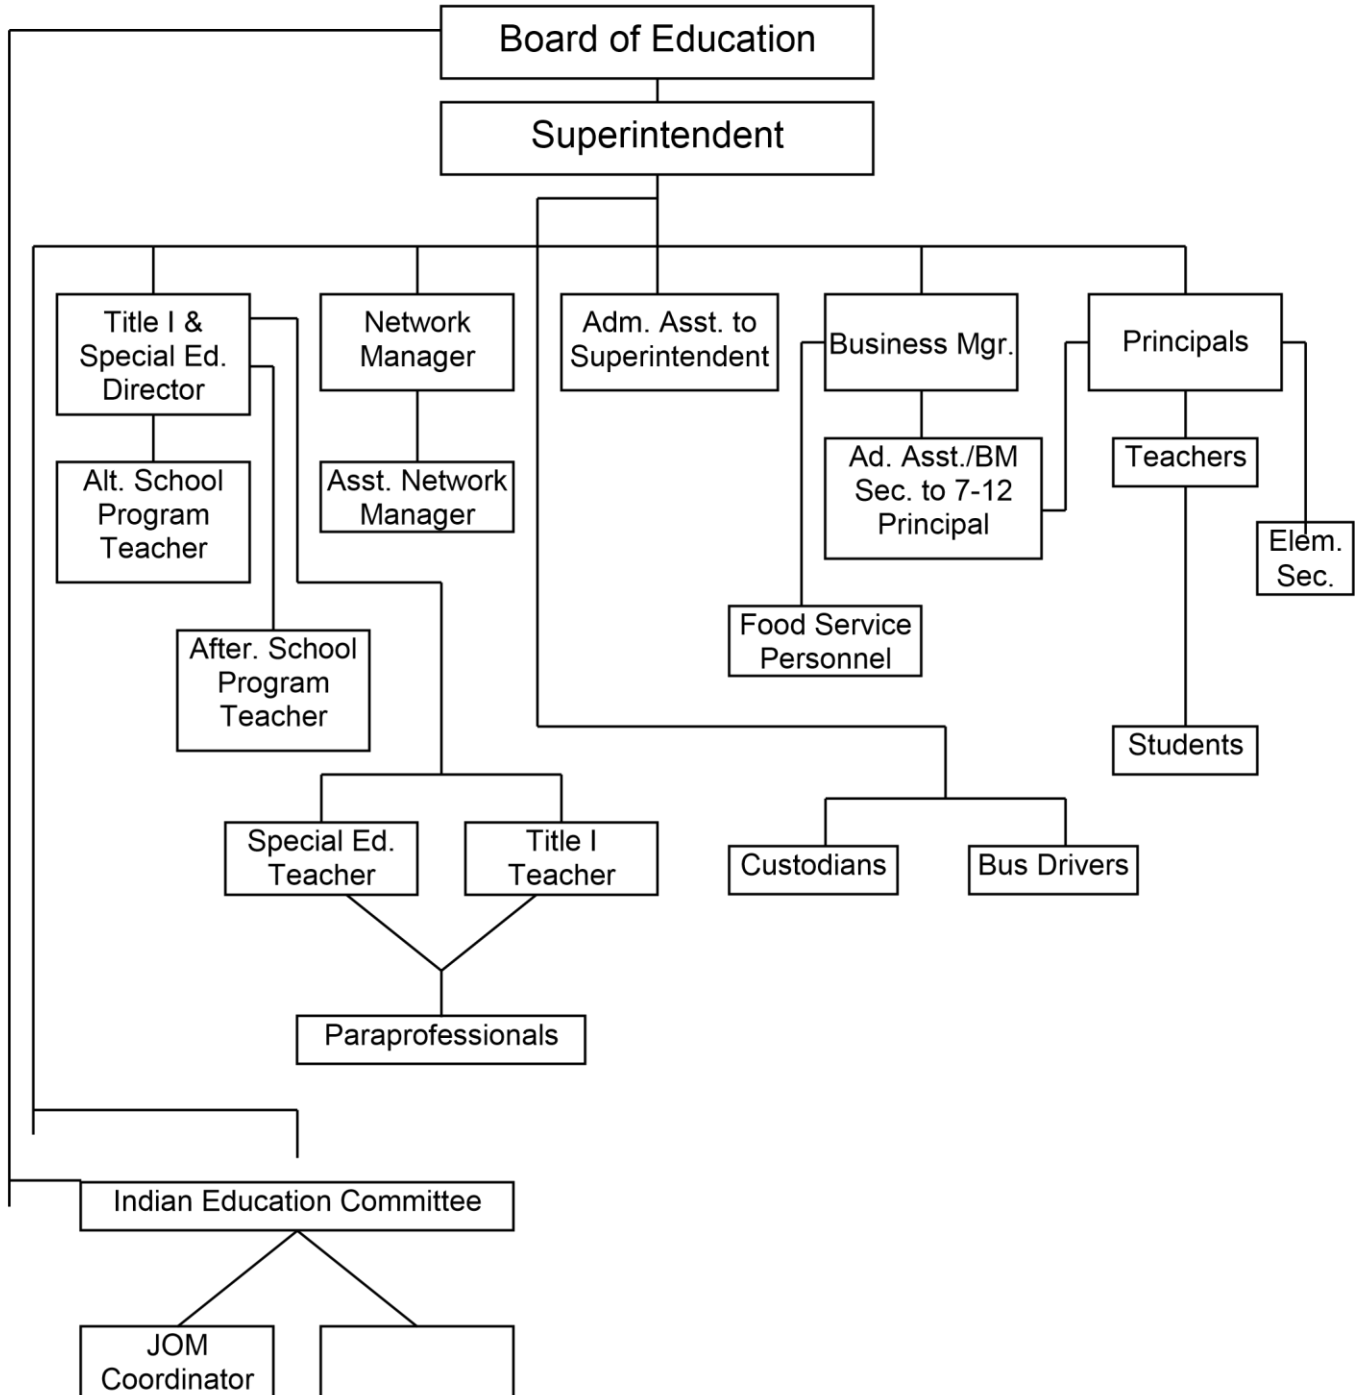 Board of Education
Superintendent
Title I &
Special Ed.
Director
Network
Manager
Adm. Asst. to
Superintendent
Business Mgr.
Principals
Alt. School
Program
Teacher
Asst. Network
Manager
Ad. Asst./BM
Sec. to 7-12
Principal
Teachers
Elem.
Sec.
After. School
Program
Teacher
Food Service
Personnel
Students
Special Ed.
Teacher
Title I
Teacher
Custodians
Bus Drivers
Paraprofessionals
Indian Education Committee
JOM
Coordinator